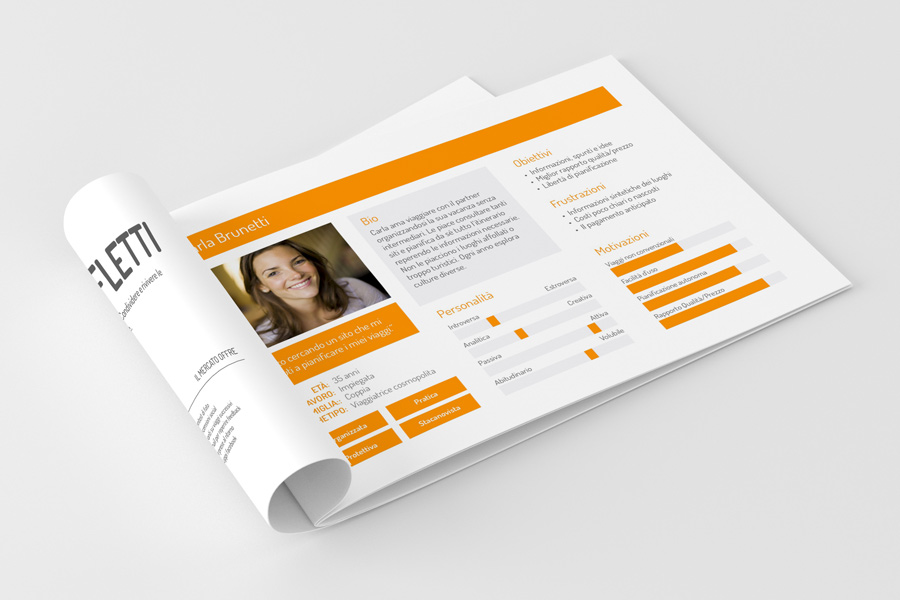 FLETTI
Condividere e rivivere le
IL MERCATO OFFRE
rla Brunetti
o cercando un sito che mi
ti a pianificare i miei viaggi"
ETÀ: 35 anni
AVORO: Impiegata
MIGLIA: Coppia
HETIPO: Viaggiatrice cosmopolita
ganizzata
Pratica
Protettiva
Stacanovista
Bio
Carla ama viaggiare con il partner
organizzandosi la sua vacanza senza
intermediari. Le piace consultare tanti
siti e pianifica da sé tutto l'itinerario
reperendo le informazioni necessarie.
Non le piacciono i luoghi affollati o
troppo turistici. Ogni anno esplora
culture diverse.
Personalità
Introversa
Estroversa
Analitica
Creativa
Passiva
Attiva
Abitudinario
Volubile
Obiettivi
• Informazioni, spunti e idee
• Miglior rapporto qualità/prezzo
• Libertà di pianificazione
Frustrazioni
• Informazioni sintetiche dei luoghi
• Costi poco chiari o nascosti
• Il pagamento anticipato
Motivazioni
Viaggi non convenzionali
Facilità d'uso
Pianificazione autonoma
Rapporto Qualità/Prezzo